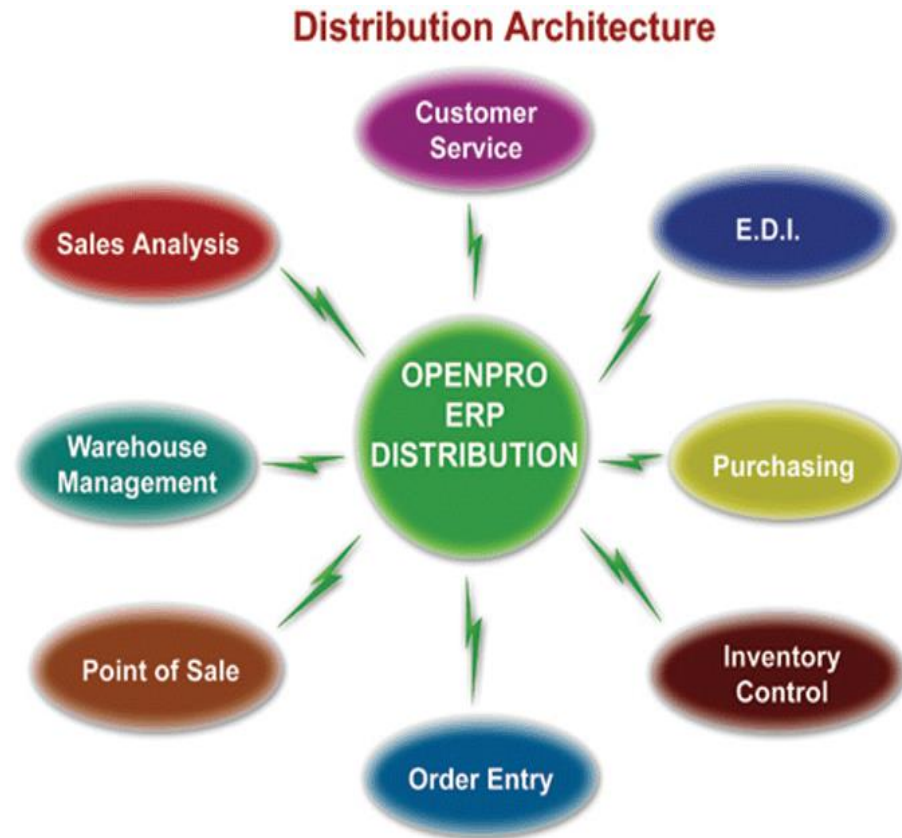 Distribution Architecture
Customer
Service
Sales Analysis
E.D.I.
OPENPRO
ERP
DISTRIBUTION
Warehouse
Management
Purchasing
Point of Sale
Inventory
Control
Order Entry